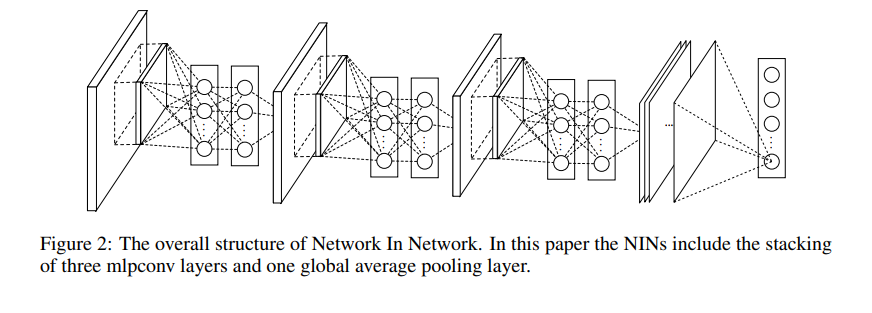 Figure 2: The overall structure of Network In Network. In this paper the NINs include the stacking
of three mlpconv layers and one global average pooling layer.